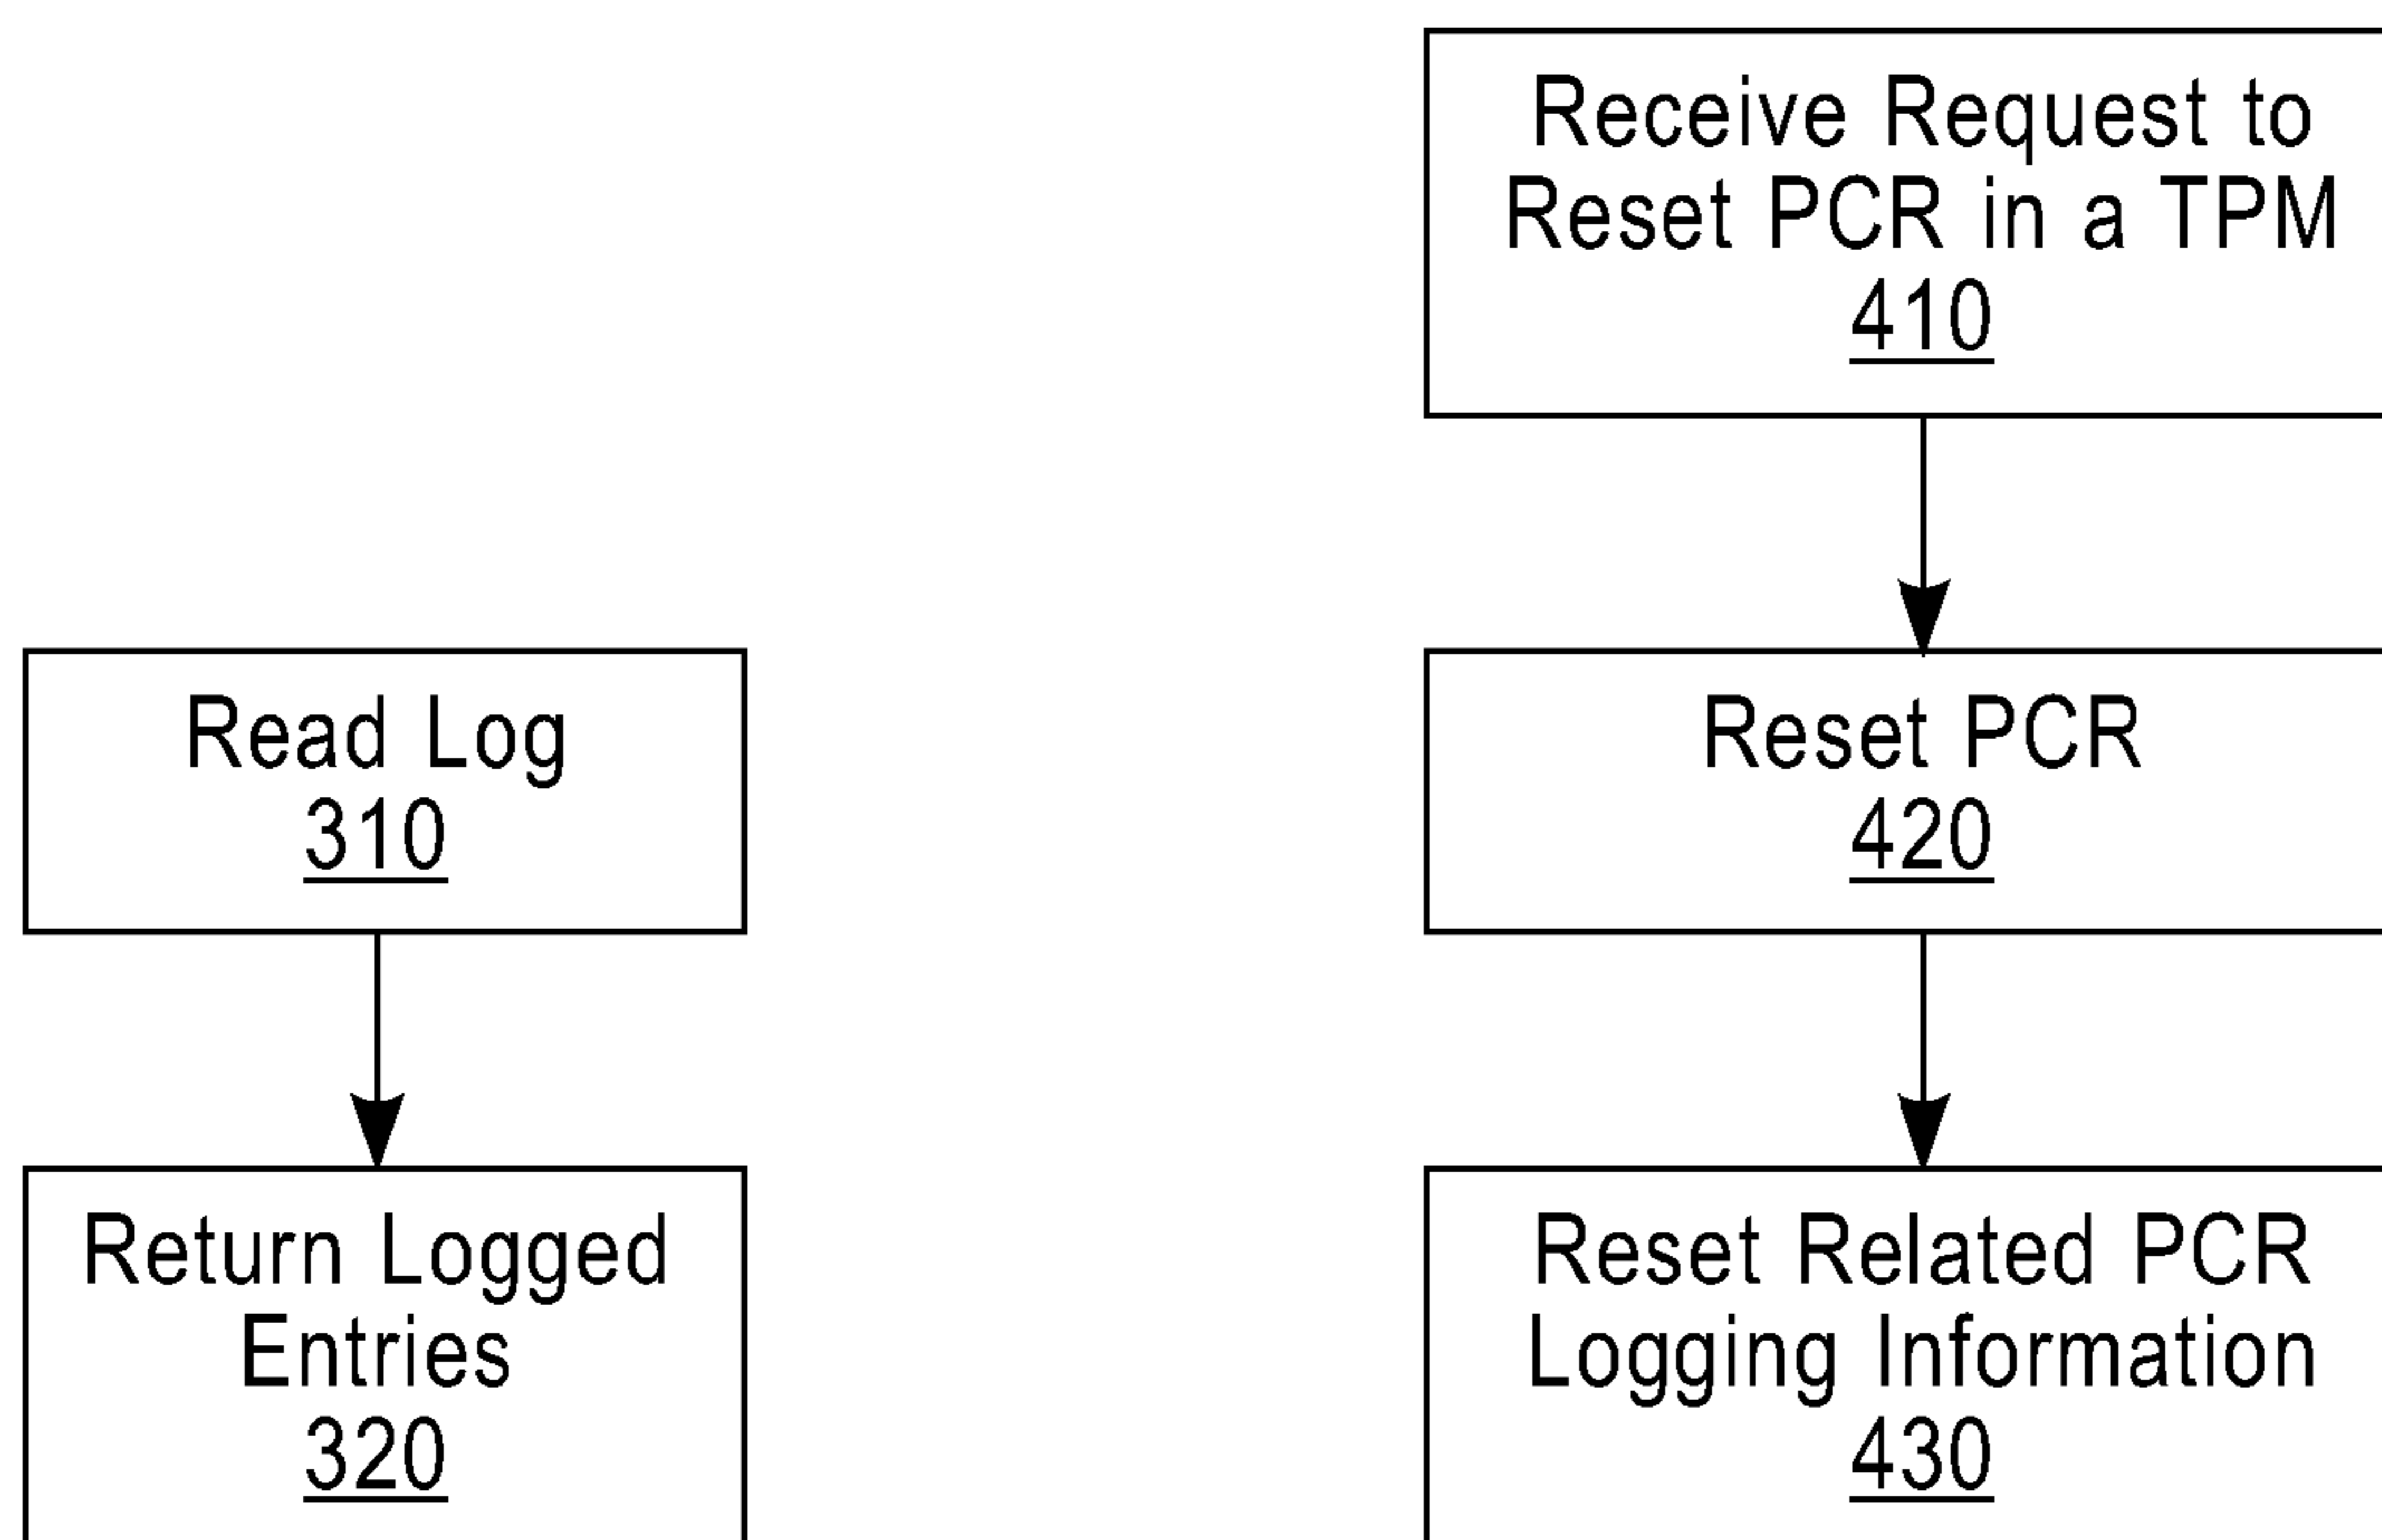 Receive Request to
Reset PCR in a TPM
410
Read Log
310
Reset PCR
420
Return Logged
Entries
320
Reset Related PCR
Logging Information
430